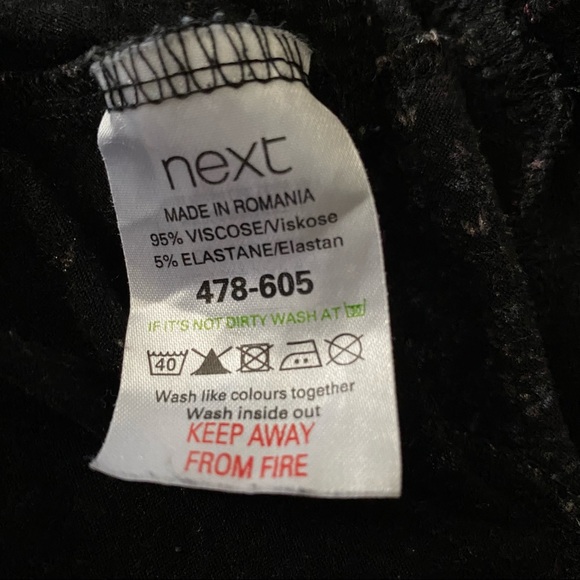 next
MADE IN ROMANIA
95% VISCOSE/Viskose
5% ELASTANE/Elastan
478-605
IF IT'S NOT DIRTY WASH AT 30
40
Wash like colours together
Wash inside out
KEEP AWAY
FROM FIRE